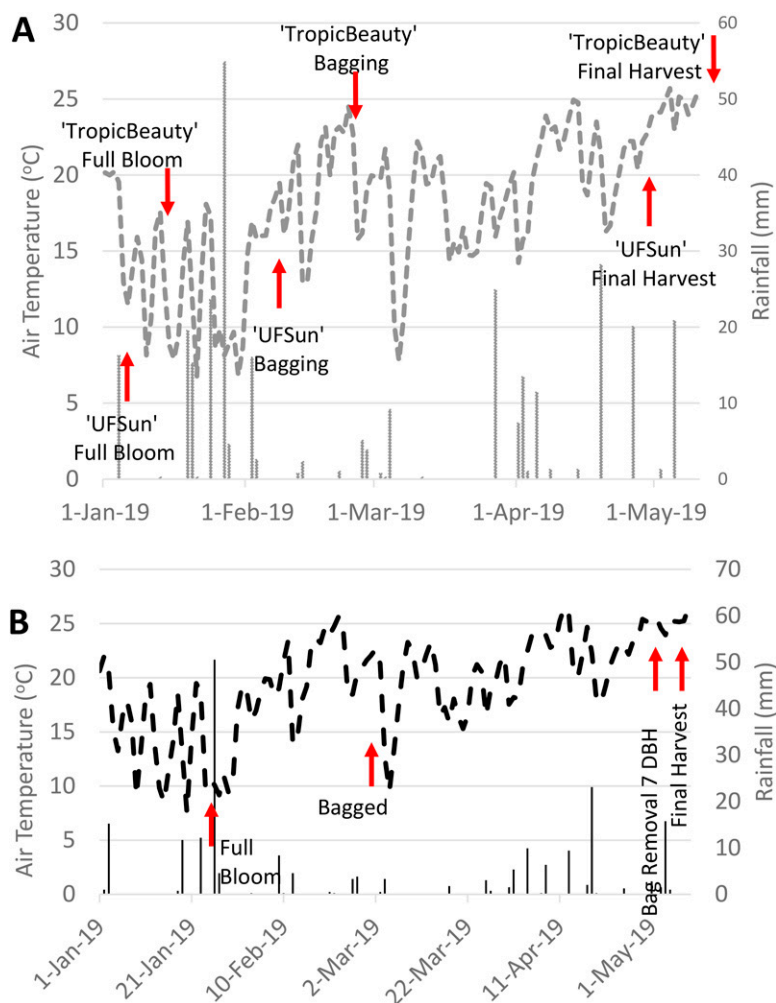 A
30
25
20
15
10
5
0
Air Temperature (oC)
60
50
40
30
20
10
0
Rainfall (mm)
'TropicBeauty'
Full Bloom
'TropicBeauty'
Bagging
'TropicBeauty'
Final Harvest
'UFSun'
Full Bloom
'UFSun'
Bagging
'UFSun'
Final Harvest
1-Jan-19
1-Feb-19
1-Mar-19
1-Apr-19
1-May-19
B
30
25
20
15
10
5
0
Air Temperature (°C)
70
60
50
40
30
20
10
0
Rainfall (mm)
Full
Bloom
Bagged
Bag Removal 7 DBH
Final Harvest
1-Jan-19
21-Jan-19
10-Feb-19
2-Mar-19
22-Mar-19
11-Apr-19
1-May-19